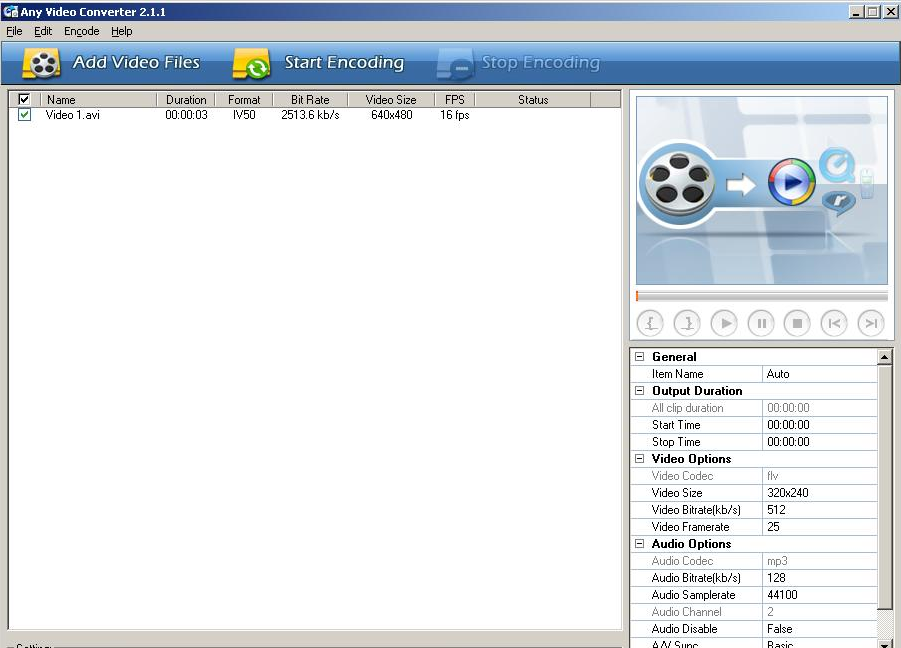 Any Video Converter 2.1.1
File Edit Encode Help
Add Video Files Start Encoding Stop Encoding
Name Duration Format Bit Rate Video Size FPS Status
Video 1.avi 00:00:03 IV50 2513.6 kb/s 640x480 16 fps
General
Item Name Auto
Output Duration
All clip duration 00:00:00
Start Time 00:00:00
Stop Time 00:00:00
Video Options
Video Codec flv
Video Size 320x240
Video Bitrate(kb/s) 512
Video Framerate 25
Audio Options
Audio Codec mp3
Audio Bitrate(kb/s) 128
Audio Samplerate 44100
Audio Channel 2
Audio Disable False
A/V Sync Basic